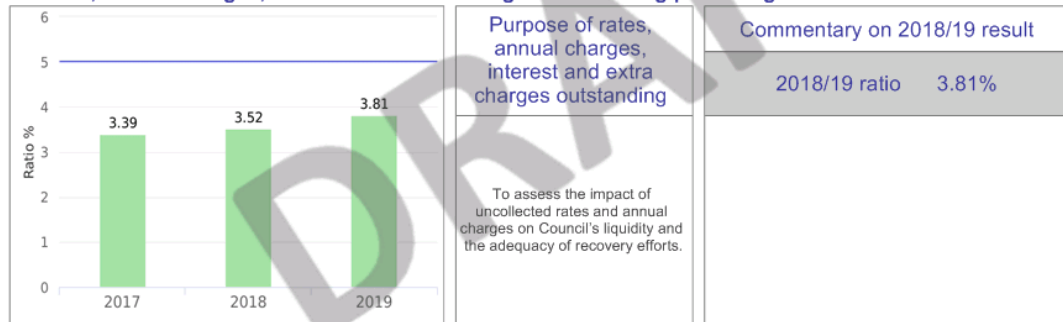 6
5
4
3
2
1
0
Ratio %
3.39
3.52
3.81
2017
2018
2019
Purpose of rates,
annual charges,
interest and extra
charges outstanding
To assess the impact of
uncollected rates and annual
charges on Council's liquidity and
the adequacy of recovery efforts.
Commentary on 2018/19 result
2018/19 ratio 3.81%
DRA